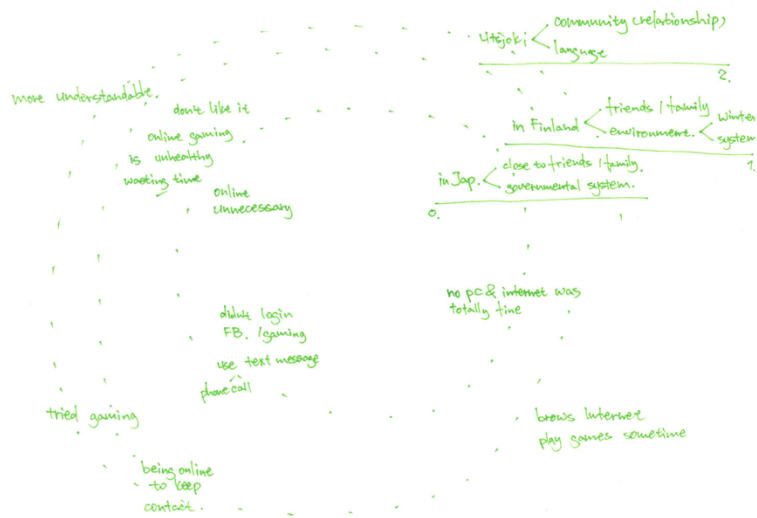 Utsjoki
community (relationship)
language
2.
more understandable.
don't like it
online gaming
is unhealthy
wasting time
online
unnecessary
in Finland
friends / family
environment.
winter
system
1.
in Jap.
close to friends / family.
governmental system.
0.
no pc & internet was
totally fine
didn't login
FB. / gaming
use text message
phone call
tried gaming
brows Internet
play games sometime
being online
to keep
contact.